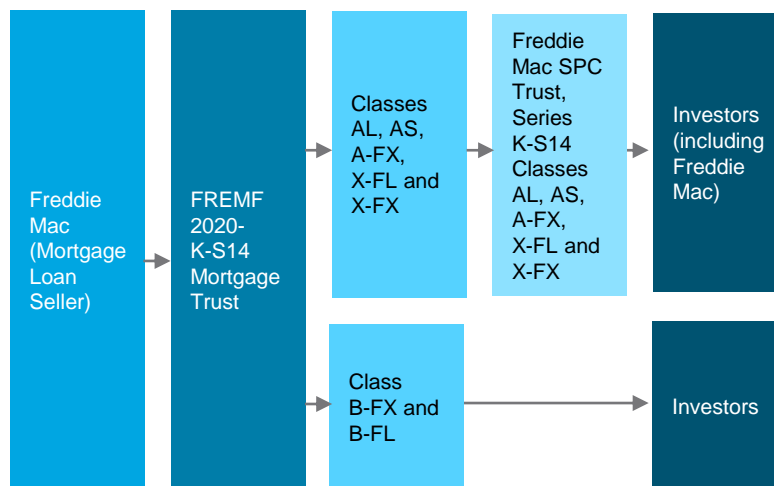 Freddie
Mac
(Mortgage
Loan
Seller)
FREMF
2020-
K-S14
Mortgage
Trust
Classes
AL, AS,
A-FX,
X-FL and
X-FX
Freddie
Mac SPC
Trust,
Series
K-S14
Classes
AL, AS,
A-FX,
X-FL and
X-FX
Investors
(including
Freddie
Mac)
Class
B-FX and
B-FL
Investors